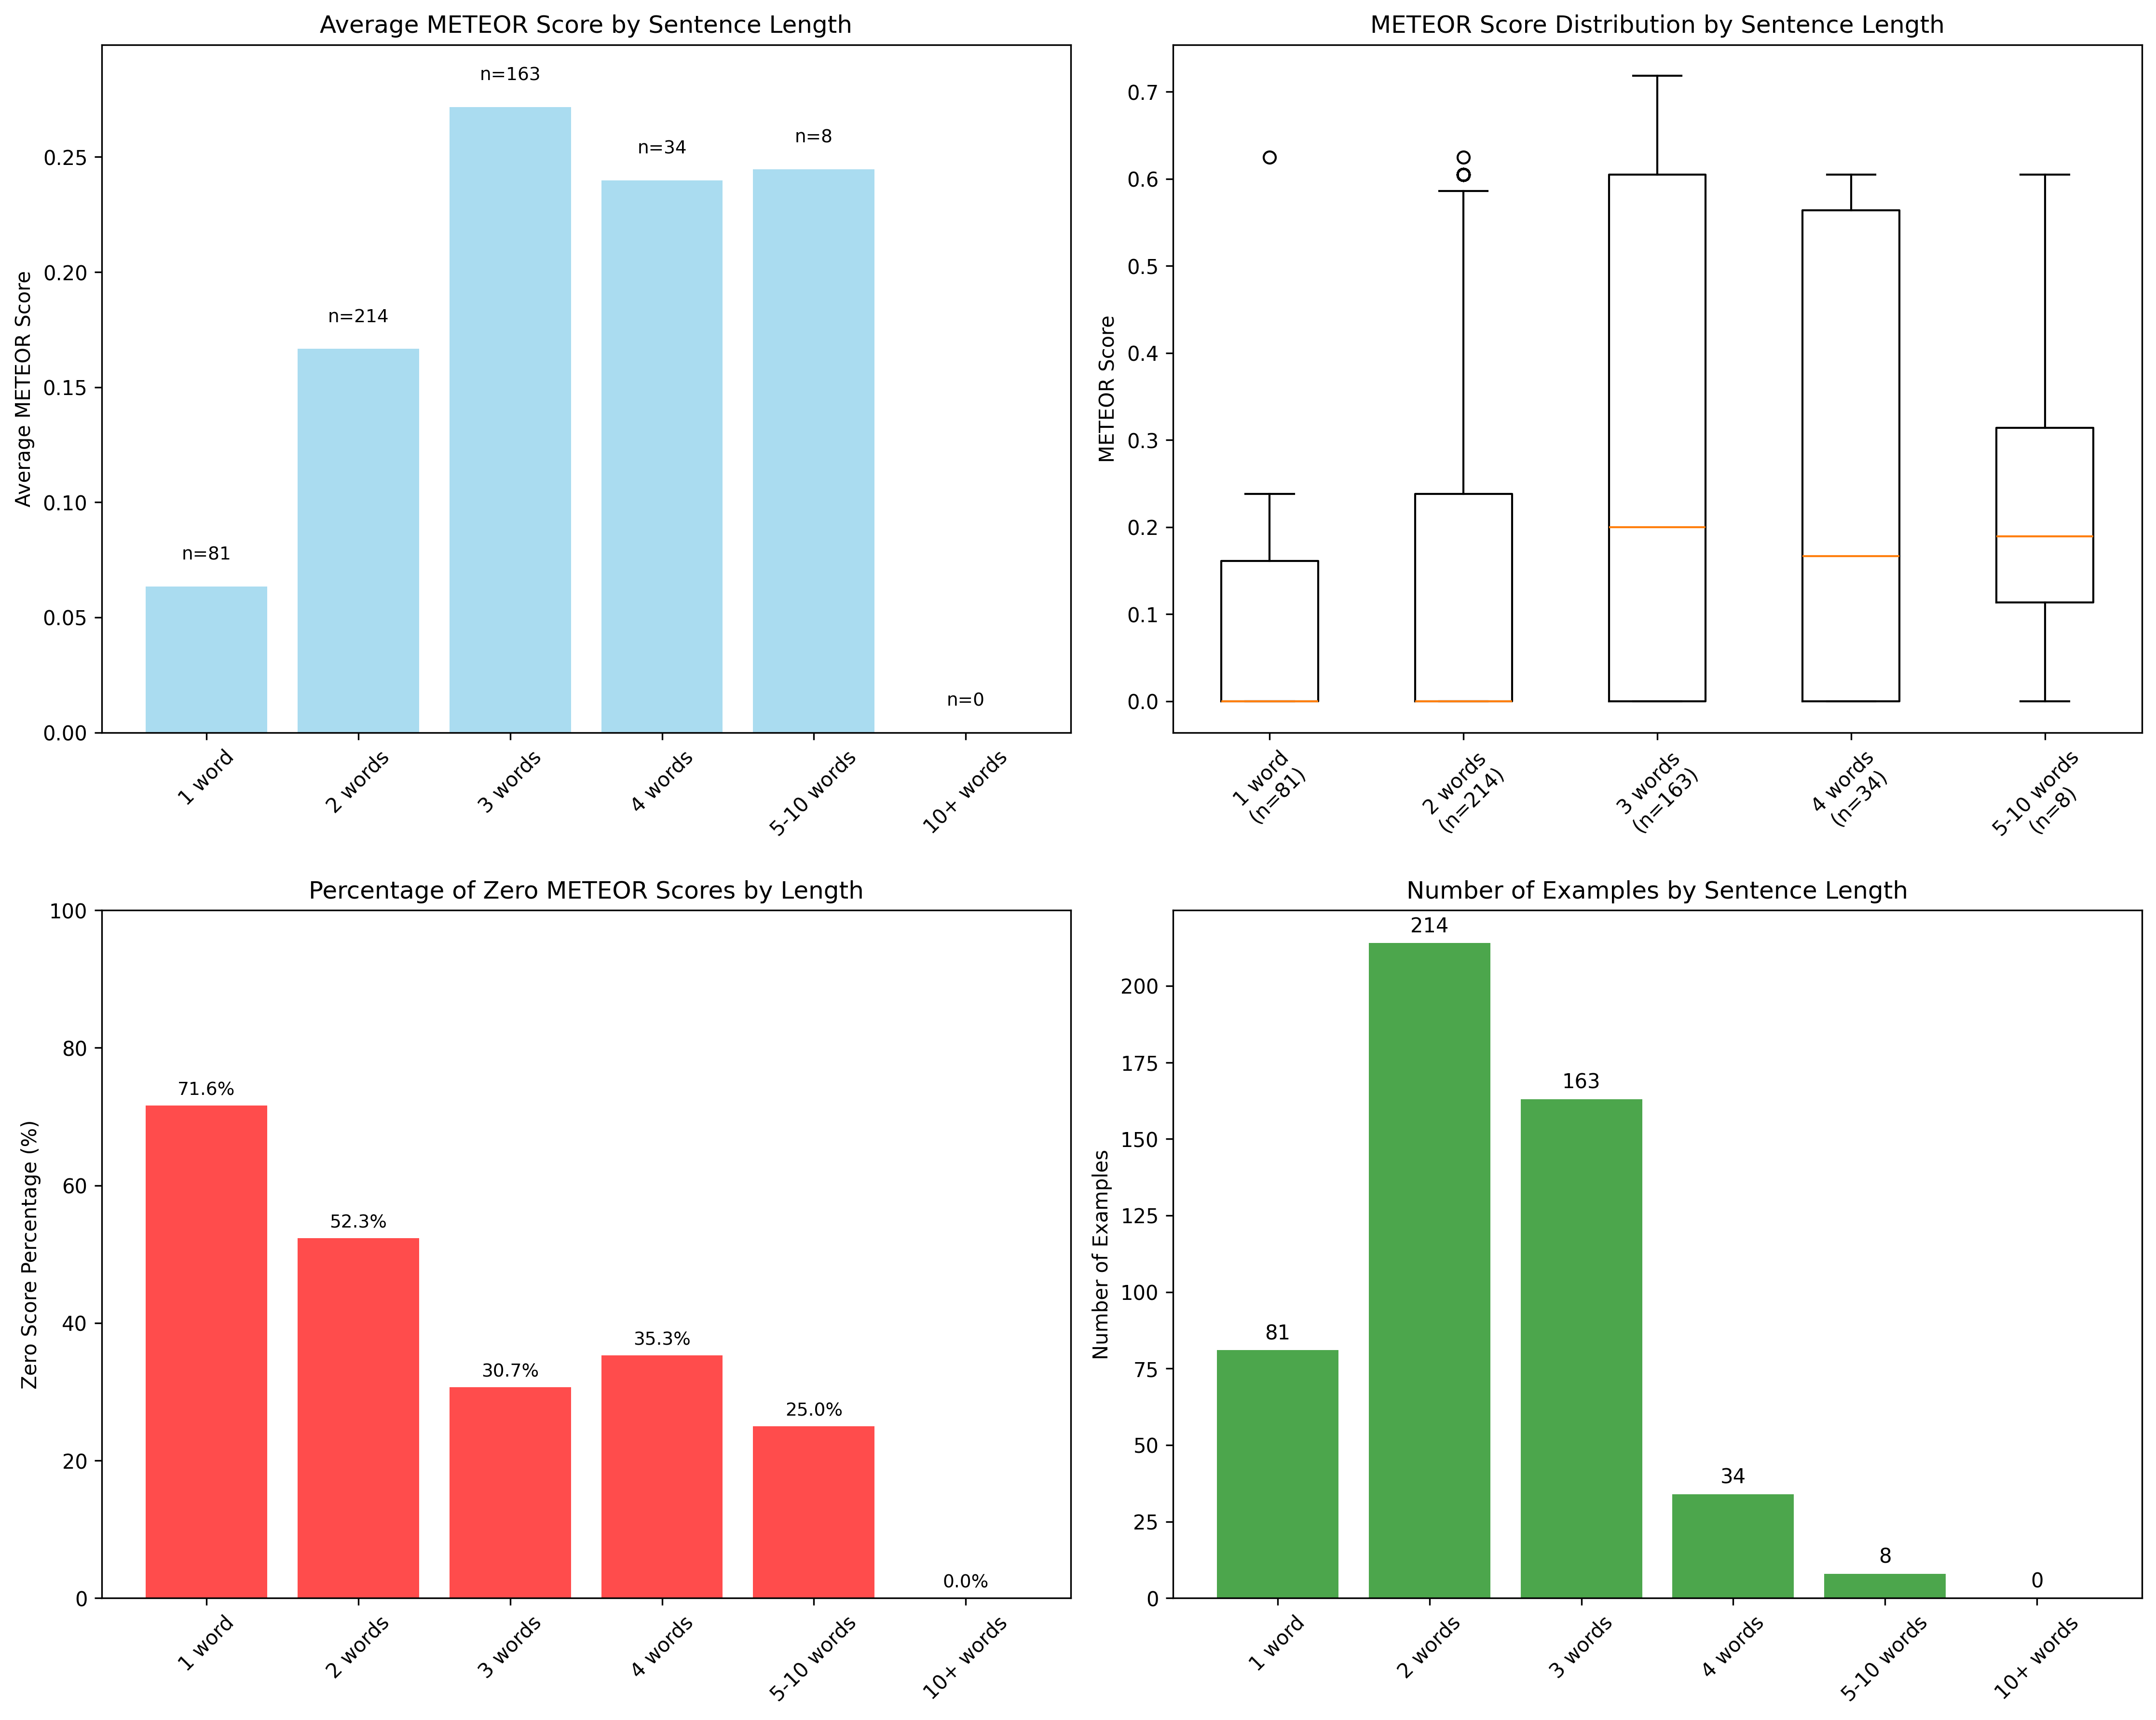 Average METEOR Score by Sentence Length
Average METEOR Score
0.25
0.20
0.15
0.10
0.05
0.00
n=81
n=214
n=163
n=34
n=8
n=0
1 word
2 words
3 words
4 words
5-10 words
10+ words
METEOR Score Distribution by Sentence Length
METEOR Score
0.7
0.6
0.5
0.4
0.3
0.2
0.1
0.0
1 word
(n=81)
2 words
(n=214)
3 words
(n=163)
4 words
(n=34)
5-10 words
(n=8)
Percentage of Zero METEOR Scores by Length
Zero Score Percentage (%)
100
80
60
40
20
0
71.6%
52.3%
30.7%
35.3%
25.0%
0.0%
1 word
2 words
3 words
4 words
5-10 words
10+ words
Number of Examples by Sentence Length
Number of Examples
200
175
150
125
100
75
50
25
0
81
214
163
34
8
0
1 word
2 words
3 words
4 words
5-10 words
10+ words